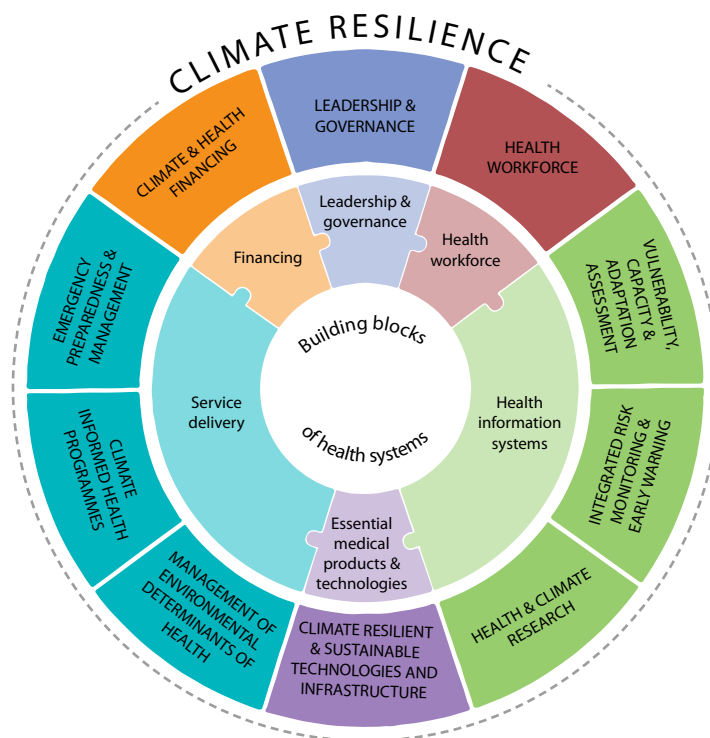 CLIMATE RESILIENCE
LEADERSHIP &
GOVERNANCE
HEALTH
WORKFORCE
VULNERABILITY,
CAPACITY &
ADAPTATION
ASSESSMENT
INTEGRATED RISK
MONITORING &
EARLY WARNING
HEALTH & CLIMATE
RESEARCH
CLIMATE RESILIENT
& SUSTAINABLE
TECHNOLOGIES AND
INFRASTRUCTURE
MANAGEMENT OF
ENVIRONMENTAL
DETERMINANTS OF
HEALTH
CLIMATE
INFORMED HEALTH
PROGRAMMES
EMERGENCY
PREPAREDNESS &
MANAGEMENT
CLIMATE & HEALTH
FINANCING
Leadership &
governance
Health
workforce
Health
information
systems
Essential
medical
products &
technologies
Service
delivery
Financing
Building blocks
of health systems